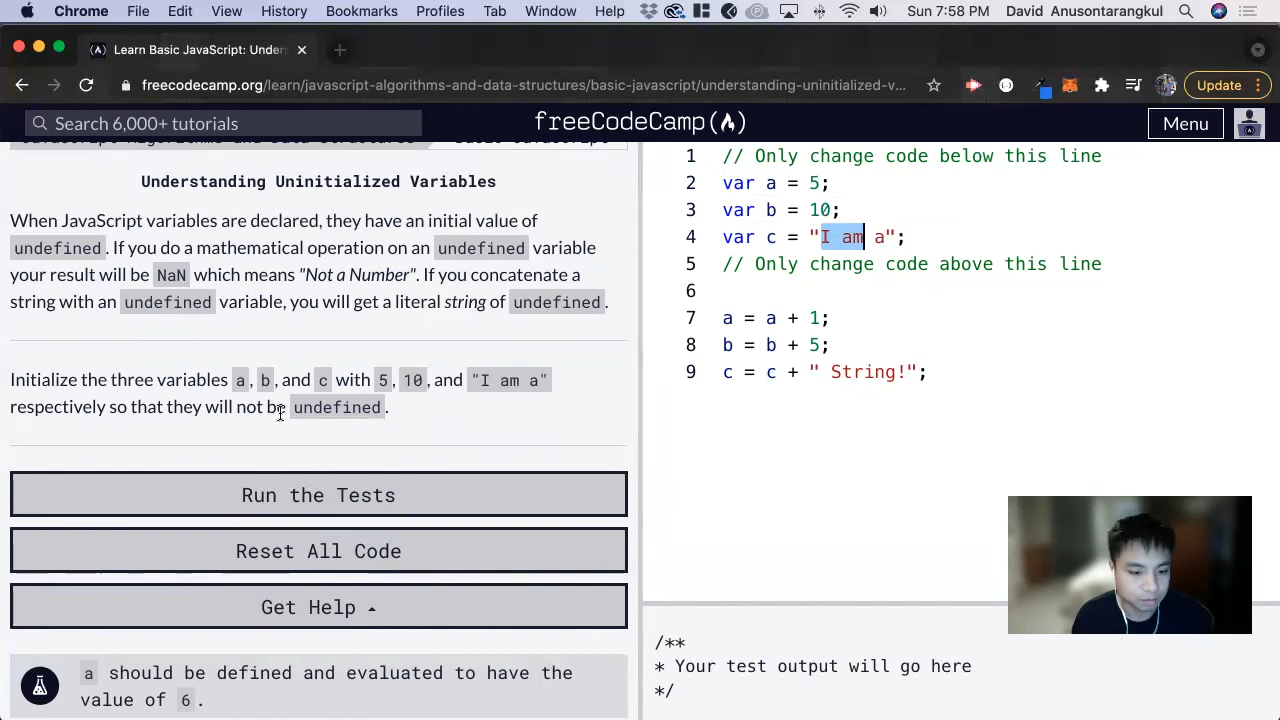 Chrome File Edit View History Bookmarks Profiles Tab Window Help Sun 7:58 PM David Anusontarangkul
Learn Basic JavaScript: Unders
freecodecamp.org/learn/javascript-algorithms-and-data-structures/basic-javascript/understanding-uninitialized-v... Update
Search 6,000+ tutorials freeCodeCamp Menu
Understanding Uninitialized Variables
When JavaScript variables are declared, they have an initial value of
undefined. If you do a mathematical operation on an undefined variable
your result will be NaN which means "Not a Number". If you concatenate a
string with an undefined variable, you will get a literal string of undefined.
Initialize the three variables a, b, and c with 5, 10, and "I am a"
respectively so that they will not be undefined.
Run the Tests
Reset All Code
Get Help
a should be defined and evaluated to have the
value of 6.
1 // Only change code below this line
2 var a = 5;
3 var b = 10;
4 var c = "I am a";
5 // Only change code above this line
6
7 a = a + 1;
8 b = b + 5;
9 c = c + " String!";
/**
* Your test output will go here
*/